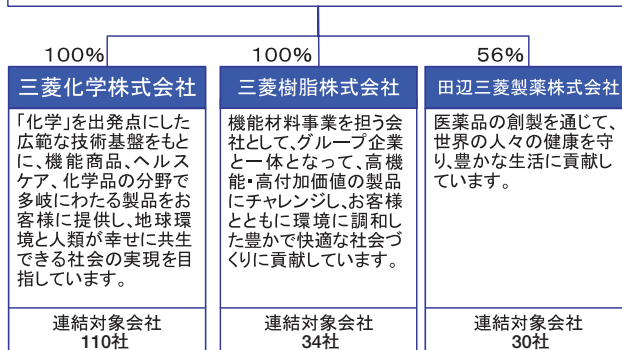 100%
100%
56%
三菱化学株式会社
「化学」を出発点にした
広範な技術基盤をもと
に、機能商品、ヘルス
ケア、化学品の分野で
多岐にわたる製品をお
客様に提供し、地球環
境と人類が幸せに共生
できる社会の実現を目
指しています。
連結対象会社
110社
三菱樹脂株式会社
機能材料事業を担う会
社として、グループ企業
と一体となって、高機
能・高付加価値の製品
にチャレンジし、お客様
とともに環境に調和し
た豊かで快適な社会づ
くりに貢献しています。
連結対象会社
34社
田辺三菱製薬株式会社
医薬品の創製を通じて、
世界の人々の健康を守
り、豊かな生活に貢献し
ています。
連結対象会社
30社